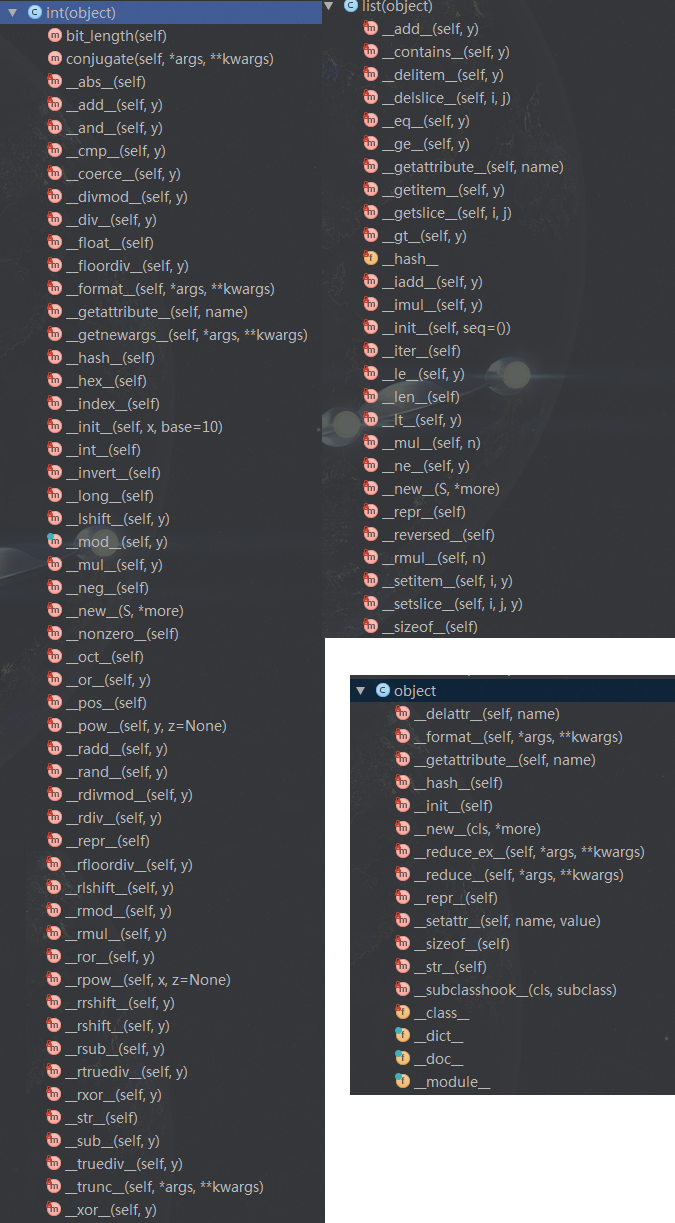 int(object)
bit_length(self)
conjugate(self, *args, **kwargs)
__abs__(self)
__add__(self, y)
__and__(self, y)
__cmp__(self, y)
__coerce__(self, y)
__divmod__(self, y)
__div__(self, y)
__float__(self)
__floordiv__(self, y)
__format__(self, *args, **kwargs)
__getattribute__(self, name)
__getnewargs__(self, *args, **kwargs)
__hash__(self)
__hex__(self)
__index__(self)
__init__(self, x, base=10)
__int__(self)
__invert__(self)
__long__(self)
__lshift__(self, y)
__mod__(self, y)
__mul__(self, y)
__neg__(self)
__new__(S, *more)
__nonzero__(self)
__oct__(self)
__or__(self, y)
__pos__(self)
__pow__(self, y, z=None)
__radd__(self, y)
__rand__(self, y)
__rdivmod__(self, y)
__rdiv__(self, y)
__repr__(self)
__rfloordiv__(self, y)
__rlshift__(self, y)
__rmod__(self, y)
__rmul__(self, y)
__ror__(self, y)
__rpow__(self, x, z=None)
__rrshift__(self, y)
__rshift__(self, y)
__rsub__(self, y)
__rtruediv__(self, y)
__rxor__(self, y)
__str__(self)
__sub__(self, y)
__truediv__(self, y)
__trunc__(self, *args, **kwargs)
__xor__(self, y)
list(object)
__add__(self, y)
__contains__(self, y)
__delitem__(self, y)
__delslice__(self, i, j)
__eq__(self, y)
__ge__(self, y)
__getattribute__(self, name)
__getitem__(self, y)
__getslice__(self, i, j)
__gt__(self, y)
__hash__
__iadd__(self, y)
__imul__(self, y)
__init__(self, seq=())
__iter__(self)
__le__(self, y)
__len__(self)
__lt__(self, y)
__mul__(self, n)
__ne__(self, y)
__new__(S, *more)
__repr__(self)
__reversed__(self)
__rmul__(self, n)
__setitem__(self, i, y)
__setslice__(self, i, j, y)
__sizeof__(self)
object
__delattr__(self, name)
__format__(self, *args, **kwargs)
__getattribute__(self, name)
__hash__(self)
__init__(self)
__new__(cls, *more)
__reduce_ex__(self, *args, **kwargs)
__reduce__(self, *args, **kwargs)
__repr__(self)
__setattr__(self, name, value)
__sizeof__(self)
__str__(self)
__subclasshook__(cls, subclass)
__class__
__dict__
__doc__
__module__